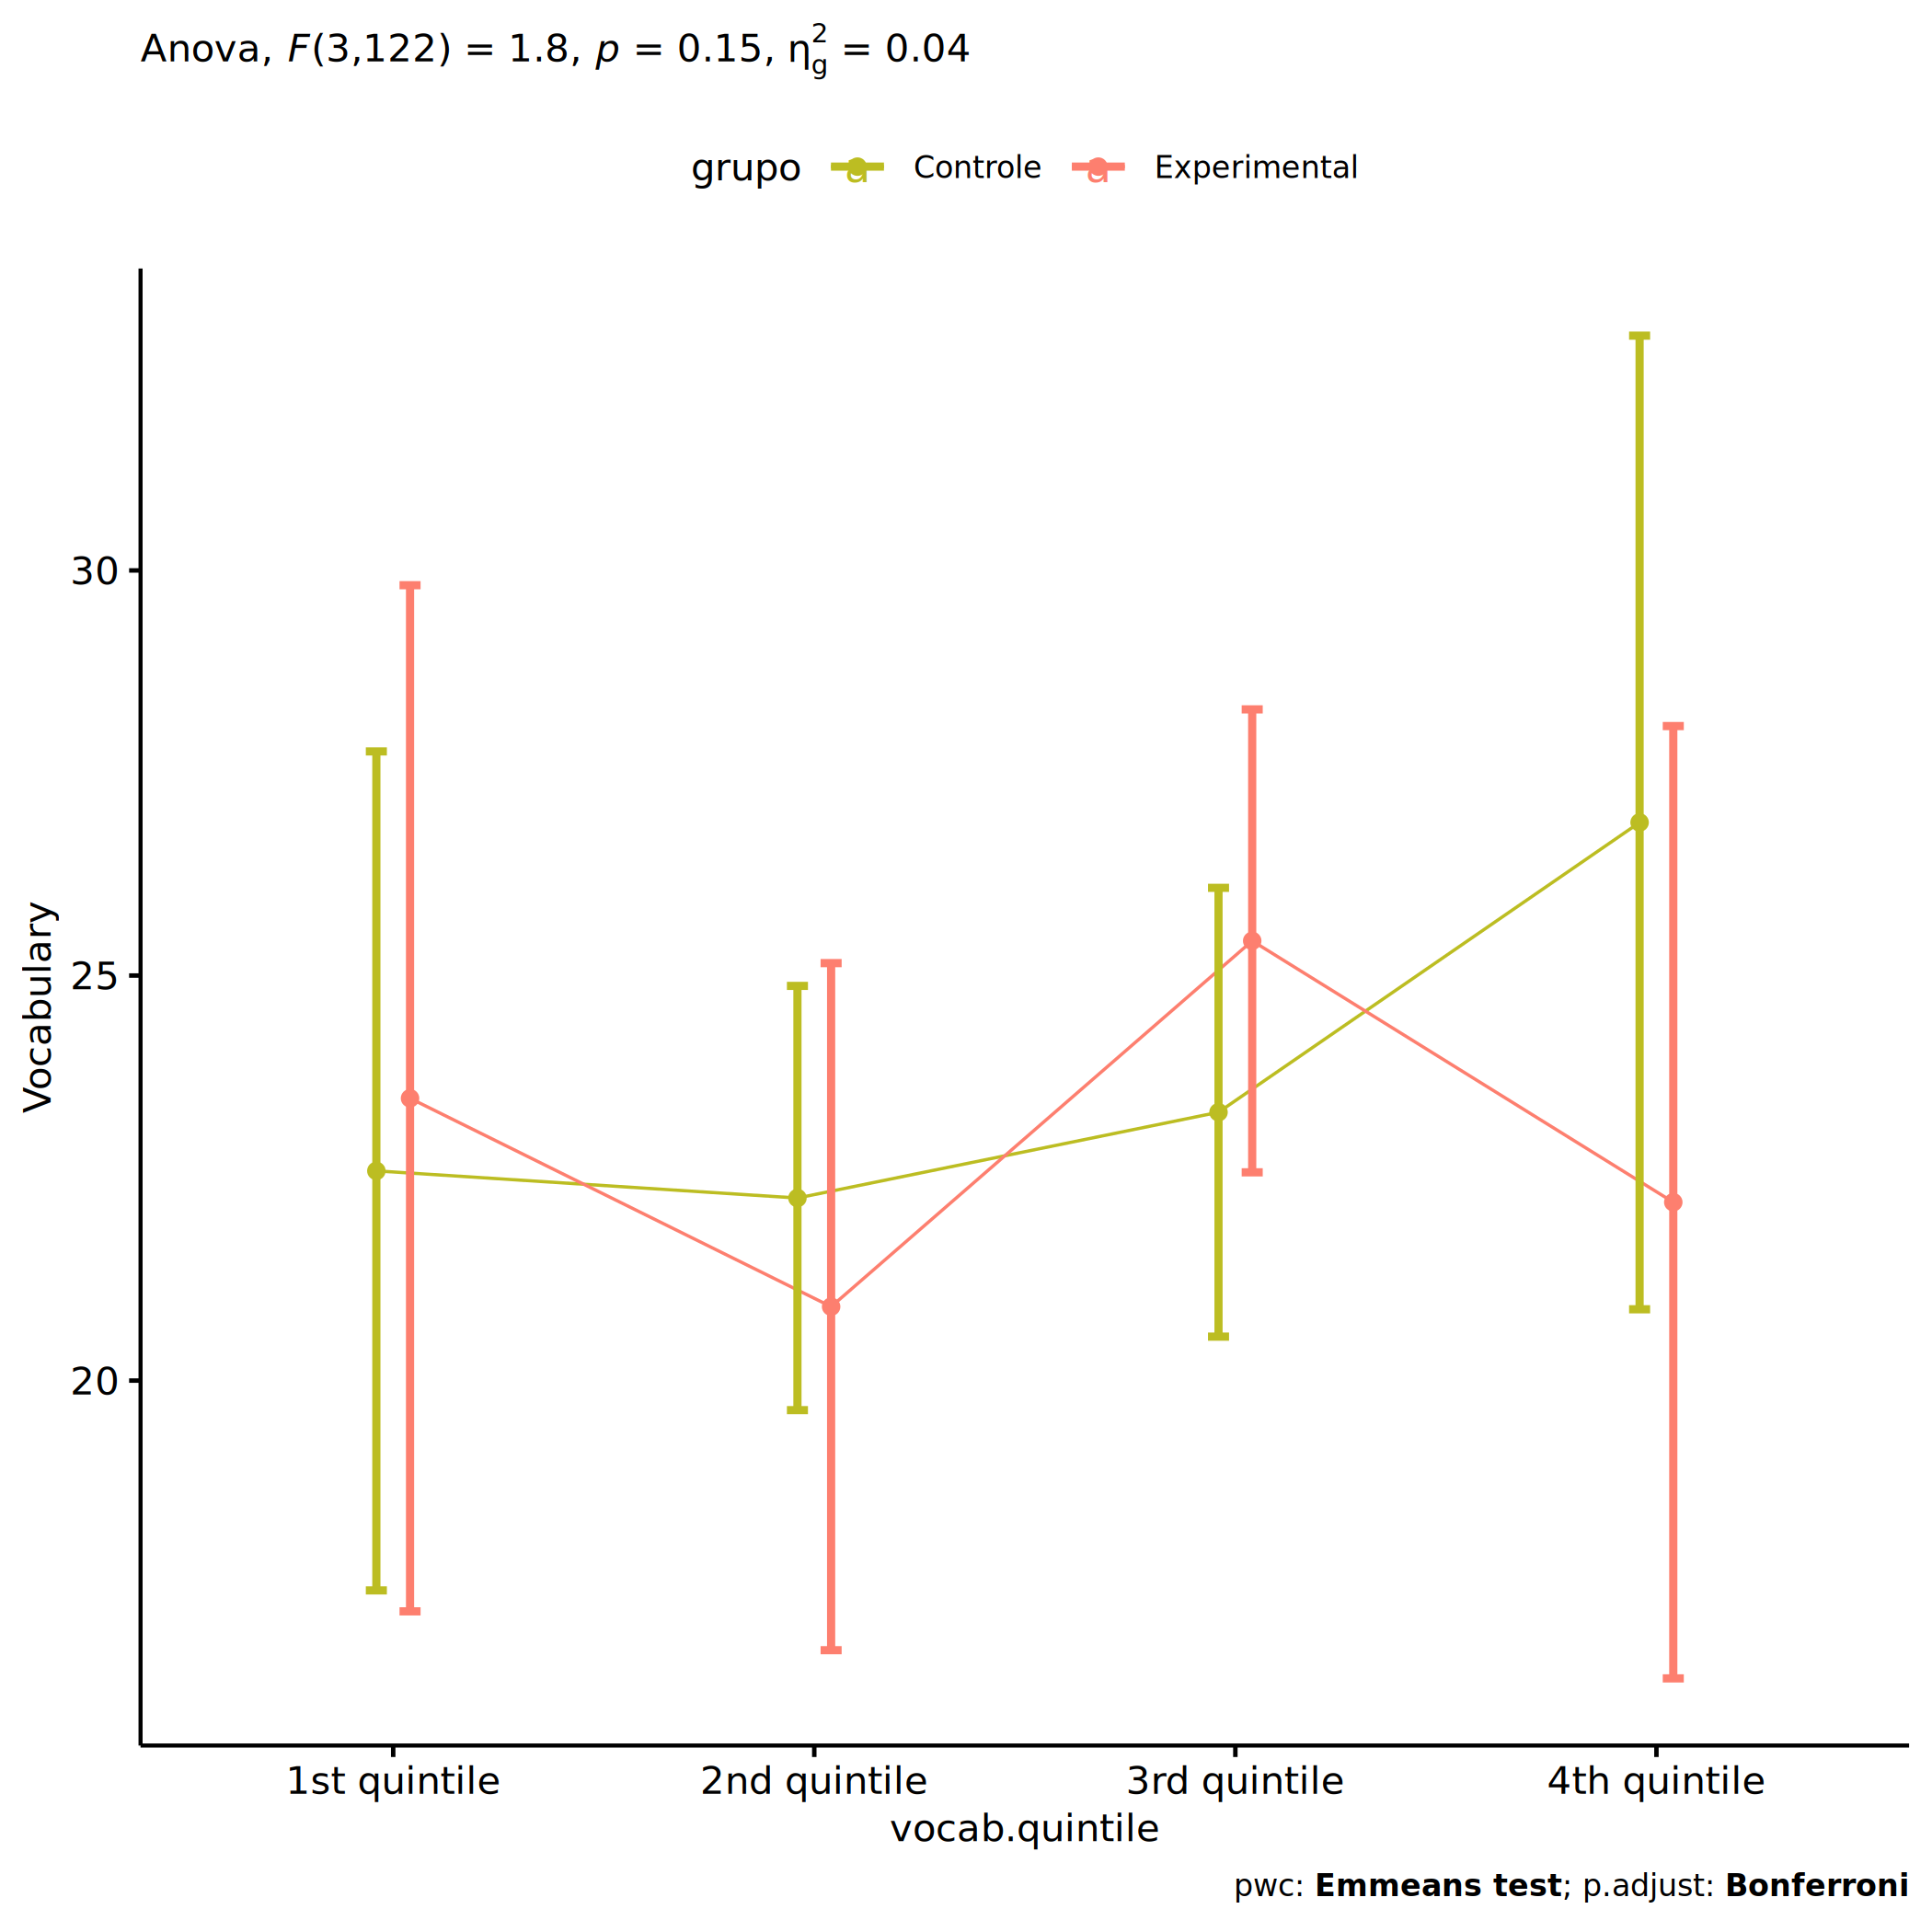 Anova, F(3,122) = 1.8, p = 0.15, η²g = 0.04
grupo a Controle a Experimental
Vocabulary
30
25
20
1st quintile 2nd quintile 3rd quintile 4th quintile
vocab.quintile
pwc: Emmeans test; p.adjust: Bonferroni